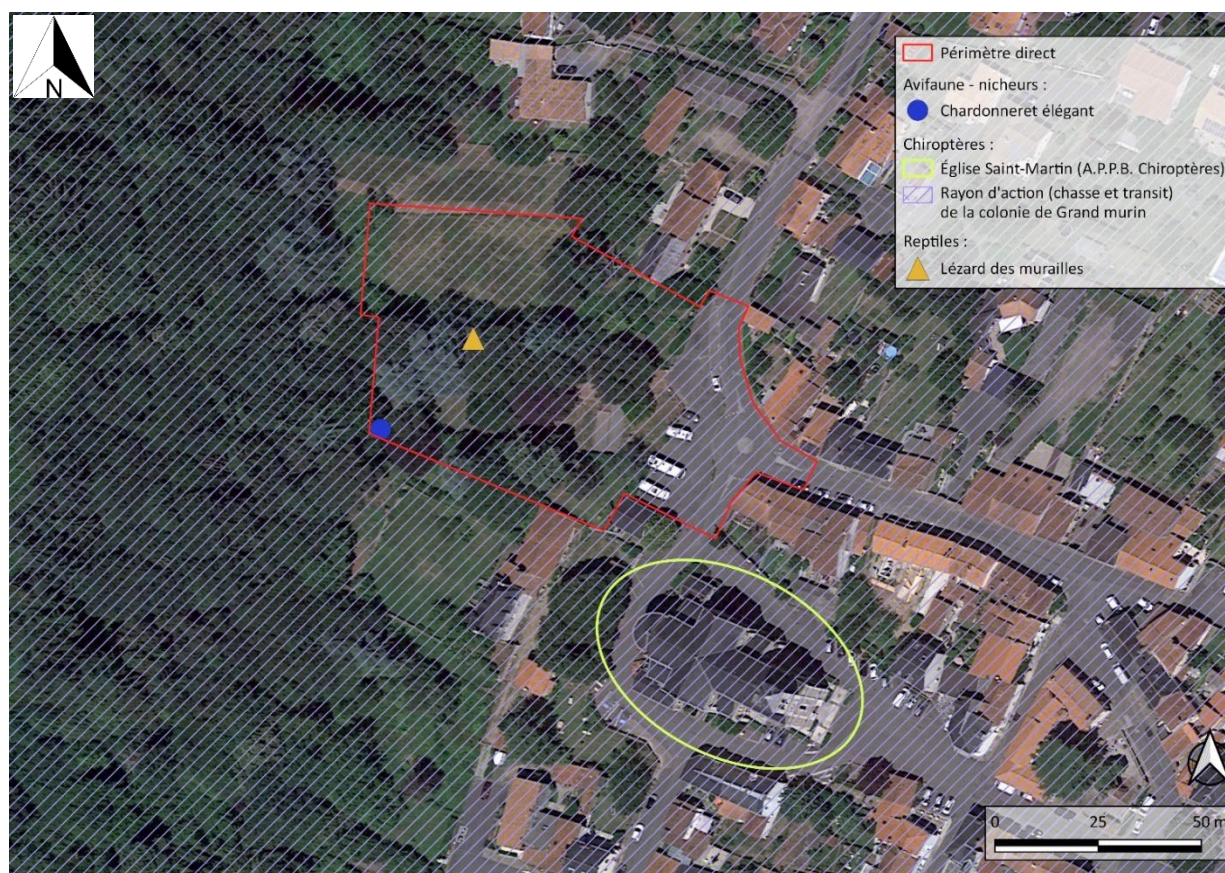 N
Périmètre direct
Avifaune - nicheurs :
Chardonneret élégant
Chiroptères :
Église Saint-Martin (A.P.P.B. Chiroptères)
Rayon d'action (chasse et transit)
de la colonie de Grand murin
Reptiles :
Lézard des murailles
0 25 50 m